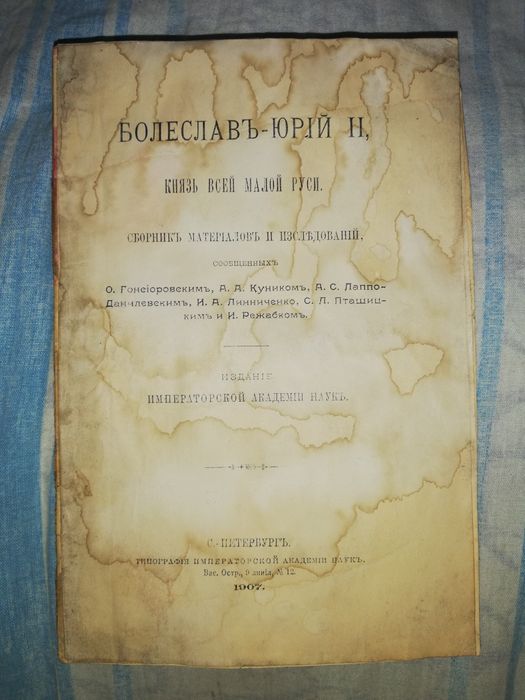 БОЛЕСЛАВЪ-ЮРІЙ II,
КНЯЗЬ ВСЕЙ МАЛОЙ РУСИ.
СБОРНИКЪ МАТЕРІАЛОВЪ И ИЗСЛѢДОВАНІЙ,
СООБЩЕННЫХЪ
О. Гонсіоровскимъ, А. А. Куникомъ, А. С. Лаппо-
Данилевскимъ, И. А. Линниченко, С. Л. Пташиц-
кимъ и И. Режабкомъ.
ИЗДАНІЕ
ИМПЕРАТОРСКОЙ АКАДЕМІИ НАУКЪ.
С.-ПЕТЕРБУРГЪ.
ТИПОГРАФІЯ ИМПЕРАТОРСКОЙ АКАДЕМІИ НАУКЪ.
Вас. Остр., 9 линія, № 12.
1907.